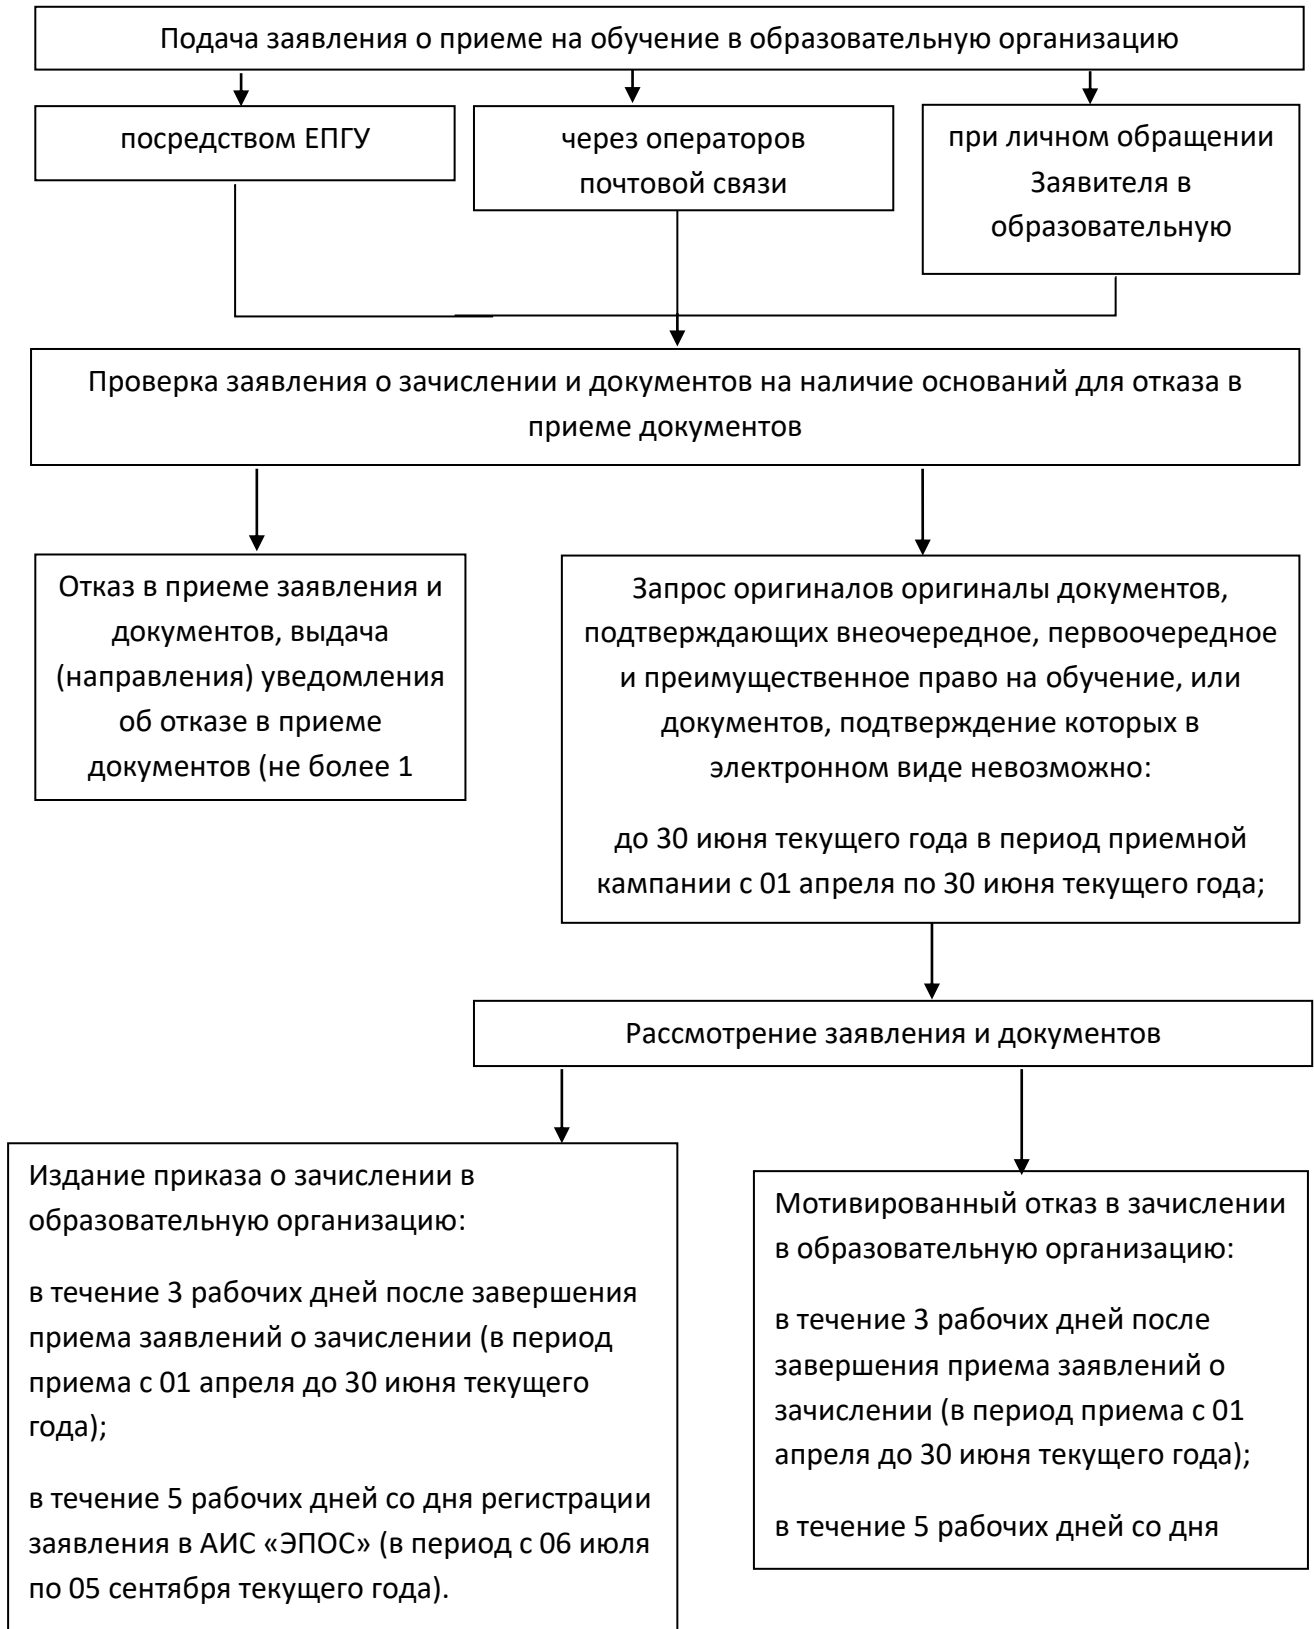 Подача заявления о приеме на обучение в образовательную организацию
посредством ЕПГУ
через операторов
почтовой связи
при личном обращении
Заявителя в
образовательную
Проверка заявления о зачислении и документов на наличие оснований для отказа в
приеме документов
Отказ в приеме заявления и
документов, выдача
(направления) уведомления
об отказе в приеме
документов (не более 1
Запрос оригиналов оригиналы документов,
подтверждающих внеочередное, первоочередное
и преимущественное право на обучение, или
документов, подтверждение которых в
электронном виде невозможно:
до 30 июня текущего года в период приемной
кампании с 01 апреля по 30 июня текущего года;
Рассмотрение заявления и документов
Издание приказа о зачислении в
образовательную организацию:
в течение 3 рабочих дней после завершения
приема заявлений о зачислении (в период
приема с 01 апреля до 30 июня текущего
года);
в течение 5 рабочих дней со дня регистрации
заявления в АИС «ЭПОС» (в период с 06 июля
по 05 сентября текущего года).
Мотивированный отказ в зачислении
в образовательную организацию:
в течение 3 рабочих дней после
завершения приема заявлений о
зачислении (в период приема с 01
апреля до 30 июня текущего года);
в течение 5 рабочих дней со дня